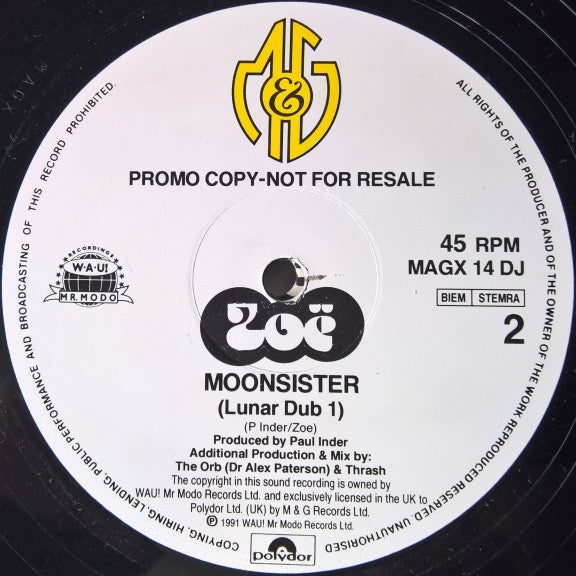 M&G
PROMO COPY-NOT FOR RESALE
RECORDINGS
W·A·U!
MR.MODO
45 RPM
MAGX 14 DJ
BIEM STEMRA
2
Zoë
MOONSISTER
(Lunar Dub 1)
(P Inder/Zoe)
Produced by Paul Inder
Additional Production & Mix by:
The Orb (Dr Alex Paterson) & Thrash
The copyright in this sound recording is owned by
WAU! Mr Modo Records Ltd. and exclusively licensed in the UK to
Polydor Ltd. (UK) by M & G Records Ltd.
℗ 1991 WAU! Mr Modo Records Ltd.
polydor
ALL RIGHTS OF THE PRODUCER AND OF THE OWNER OF THE WORK REPRODUCED RESERVED. UNAUTHORISED COPYING, HIRING, LENDING, PUBLIC PERFORMANCE AND BROADCASTING OF THIS RECORD PROHIBITED.